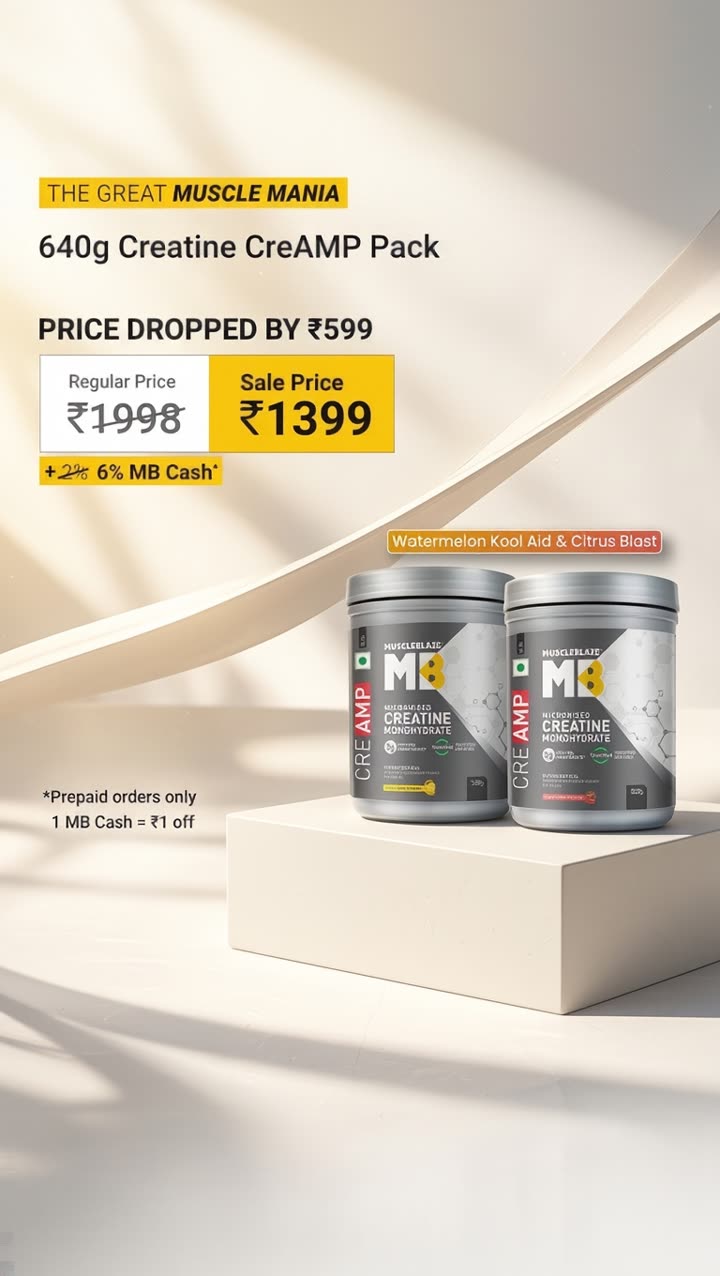 THE GREAT MUSCLE MANIA
640g Creatine CreAMP Pack
PRICE DROPPED BY ₹599
Regular Price
₹1998
Sale Price
₹1399
+ 2% 6% MB Cash*
Watermelon Kool Aid & Citrus Blast
MUSCLEBLAZE
MB
CREAMP
CREATINE
MONOHYDRATE
MUSCLEBLAZE
MB
CREAMP
MICRONISED
CREATINE
MONOHYDRATE
*Prepaid orders only
1 MB Cash = ₹1 off